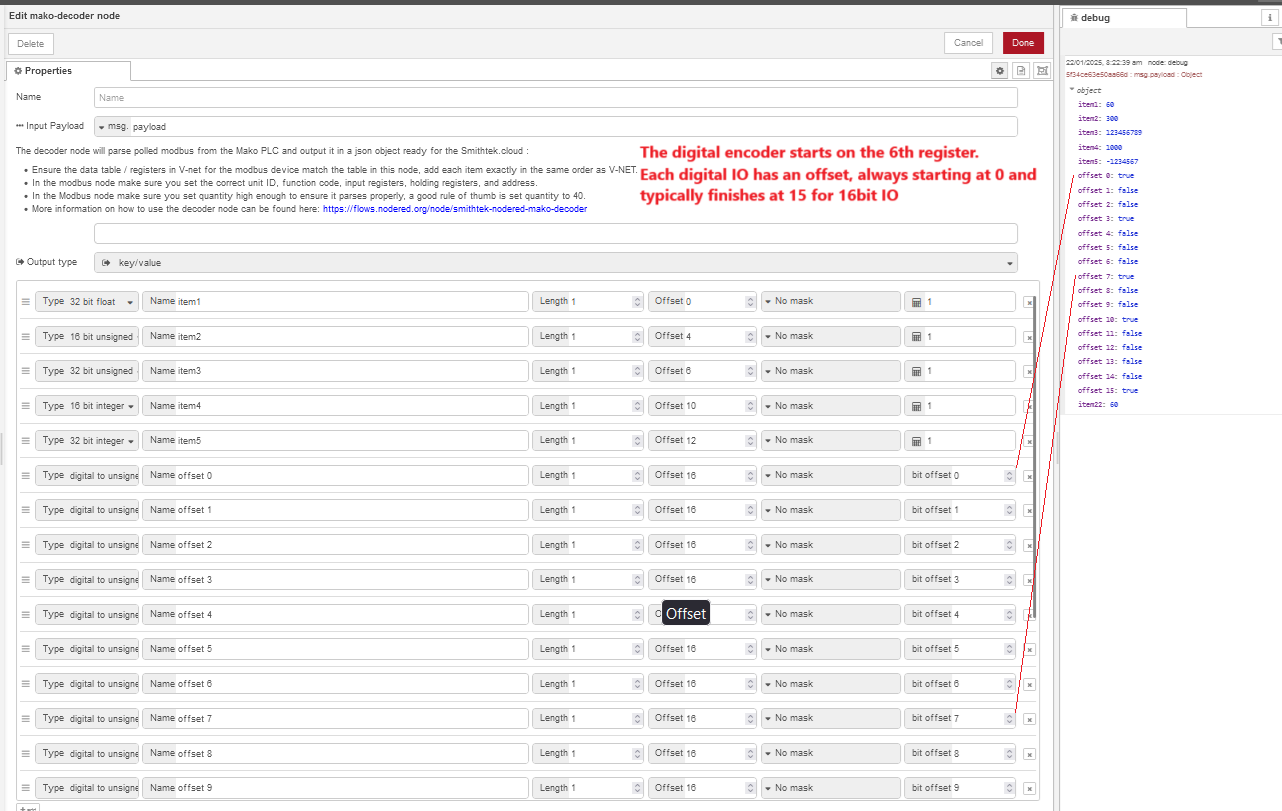 Edit mako-decoder node
Delete
Cancel
Done
Properties
Name
Name
Input Payload
msg. payload
The decoder node will parse polled modbus from the Mako PLC and output it in a json object ready for the Smithtek.cloud :
Ensure the data table / registers in V-net for the modbus device match the table in this node, add each item exactly in the same order as V-NET.
In the modbus node make sure you set the correct unit ID, function code, input registers, holding registers, and address.
In the Modbus node make sure you set quantity high enough to ensure it parses properly, a good rule of thumb is set quantity to 40.
More information on how to use the decoder node can be found here: https://flows.nodered.org/node/smithtek-nodered-mako-decoder
The digital encoder starts on the 6th register.
Each digital IO has an offset, always starting at 0 and
typically finishes at 15 for 16bit IO
Output type
key/value
Type 32 bit float Name item1 Length 1 Offset 0 No mask 1
Type 16 bit unsigned Name item2 Length 1 Offset 4 No mask 1
Type 32 bit unsigned Name item3 Length 1 Offset 6 No mask 1
Type 16 bit integer Name item4 Length 1 Offset 10 No mask 1
Type 32 bit integer Name item5 Length 1 Offset 12 No mask 1
Type digital to unsigne Name offset 0 Length 1 Offset 16 No mask bit offset 0
Type digital to unsigne Name offset 1 Length 1 Offset 16 No mask bit offset 1
Type digital to unsigne Name offset 2 Length 1 Offset 16 No mask bit offset 2
Type digital to unsigne Name offset 3 Length 1 Offset 16 No mask bit offset 3
Type digital to unsigne Name offset 4 Length 1 Offset No mask bit offset 4
Type digital to unsigne Name offset 5 Length 1 Offset 16 No mask bit offset 5
Type digital to unsigne Name offset 6 Length 1 Offset 16 No mask bit offset 6
Type digital to unsigne Name offset 7 Length 1 Offset 16 No mask bit offset 7
Type digital to unsigne Name offset 8 Length 1 Offset 16 No mask bit offset 8
Type digital to unsigne Name offset 9 Length 1 Offset 16 No mask bit offset 9
debug
i
22/01/2025, 8:22:39 am node: debug
5f34ce63e50aa66d : msg.payload : Object
object
item1: 60
item2: 300
item3: 123456789
item4: 1000
item5: -1234567
offset 0: true
offset 1: false
offset 2: false
offset 3: true
offset 4: false
offset 5: false
offset 6: false
offset 7: true
offset 8: false
offset 9: false
offset 10: true
offset 11: false
offset 12: false
offset 13: false
offset 14: false
offset 15: true
item22: 60